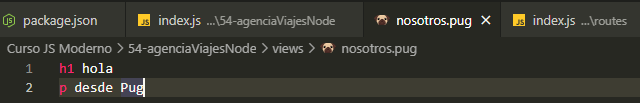 package.json
index.js ...\54-agenciaViajesNode
nosotros.pug
index.js ...\routes
Curso JS Moderno > 54-agenciaViajesNode > views > nosotros.pug
1 h1 hola
2 p desde Pug